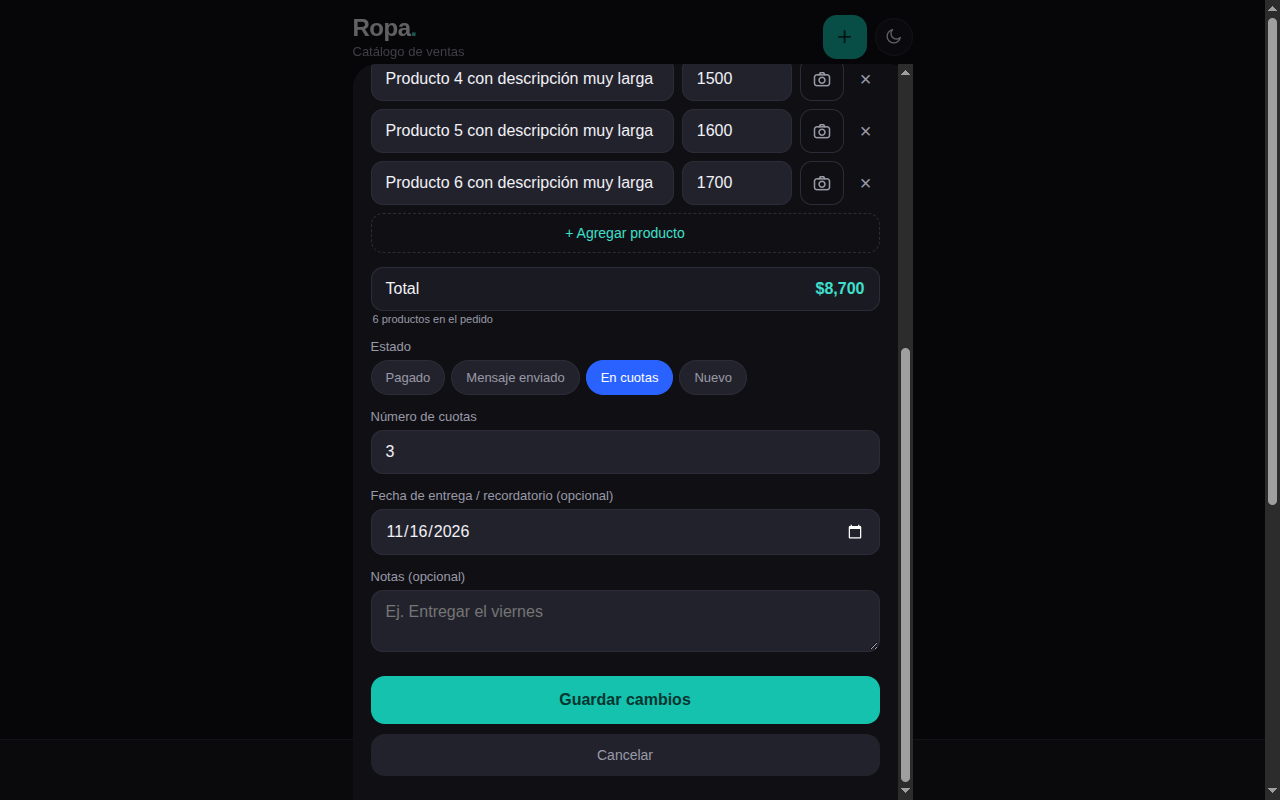 Ropa.
Catálogo de ventas
+
Producto 4 con descripción muy larga 1500 ×
Producto 5 con descripción muy larga 1600 ×
Producto 6 con descripción muy larga 1700 ×
+ Agregar producto
Total $8,700
6 productos en el pedido
Estado
Pagado Mensaje enviado En cuotas Nuevo
Número de cuotas
3
Fecha de entrega / recordatorio (opcional)
11/16/2026
Notas (opcional)
Ej. Entregar el viernes
Guardar cambios
Cancelar